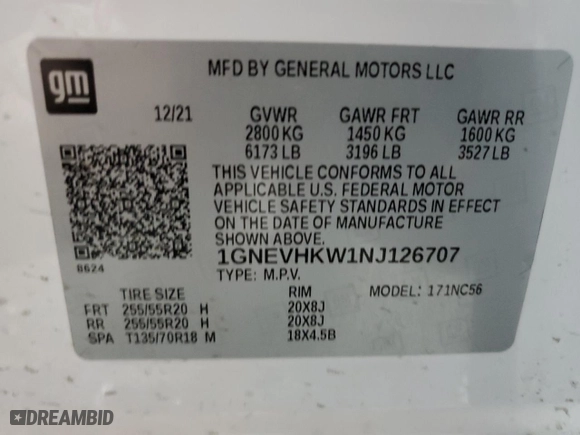 gm
MFD BY GENERAL MOTORS LLC
12/21 GVWR GAWR FRT GAWR RR
2800 KG 1450 KG 1600 KG
6173 LB 3196 LB 3527 LB
THIS VEHICLE CONFORMS TO ALL
APPLICABLE U.S. FEDERAL MOTOR
VEHICLE SAFETY STANDARDS IN EFFECT
ON THE DATE OF MANUFACTURE
SHOWN ABOVE.
8624
1GNEVHKW1NJ126707
TYPE: M.P.V.
TIRE SIZE RIM MODEL: 171NC56
FRT 255/55R20 H 20X8J
RR 255/55R20 H 20X8J
SPA T135/70R18 M 18X4.5B
DREAMBID